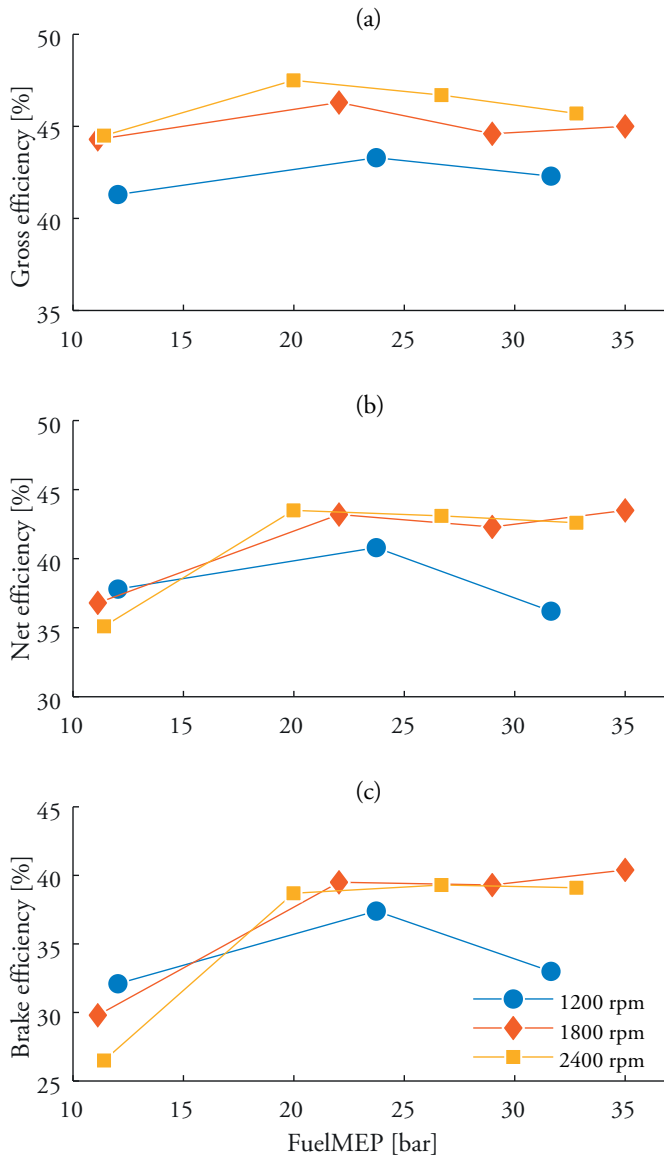 (a)
50
45
40
35
Gross efficiency [%]
10 15 20 25 30 35
(b)
50
45
40
35
30
Net efficiency [%]
10 15 20 25 30 35
(c)
45
40
35
30
25
Brake efficiency [%]
1200 rpm
1800 rpm
2400 rpm
10 15 20 25 30 35
FuelMEP [bar]